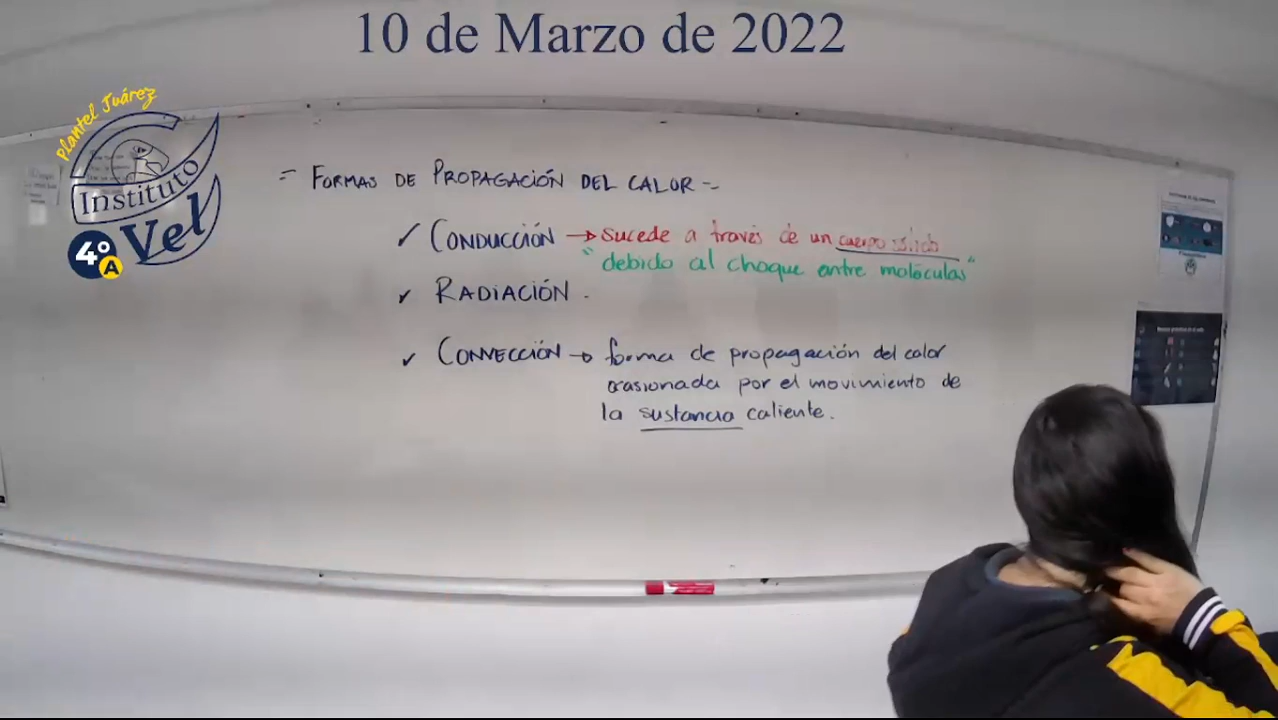 10 de Marzo de 2022
Plantel Juárez
Instituto
Vel
4º
A
= FORMAS DE PROPAGACIÓN DEL CALOR =
✓ CONDUCCIÓN → sucede a través de un cuerpo sólido
"debido al choque entre moléculas"
✓ RADIACIÓN .
✓ CONVECCIÓN → forma de propagación del calor
ocasionada por el movimiento de
la sustancia caliente.